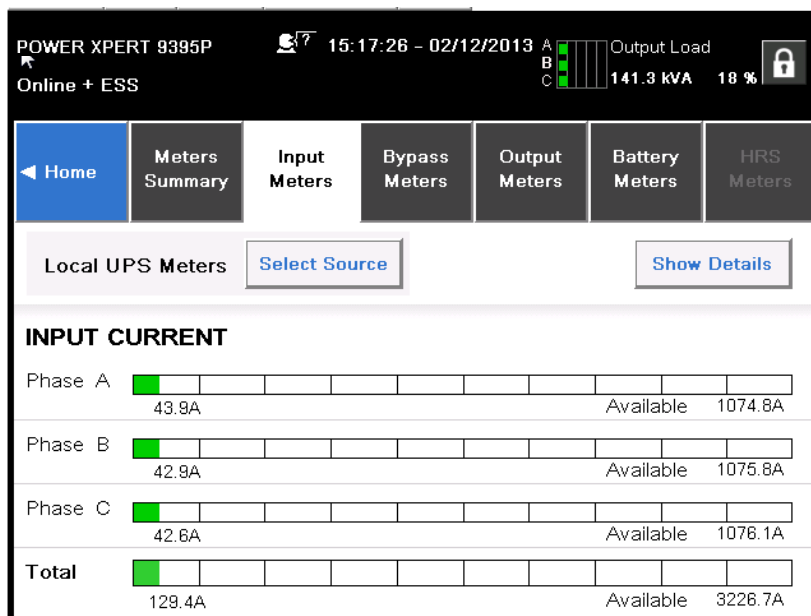 POWER XPERT 9395P
? 15:17:26 - 02/12/2013
Online + ESS
A
B
C
Output Load
141.3 kVA 18 %
Home
Meters Summary
Input Meters
Bypass Meters
Output Meters
Battery Meters
HRS Meters
Local UPS Meters
Select Source
Show Details
INPUT CURRENT
Phase A
43.9A Available 1074.8A
Phase B
42.9A Available 1075.8A
Phase C
42.6A Available 1076.1A
Total
129.4A Available 3226.7A